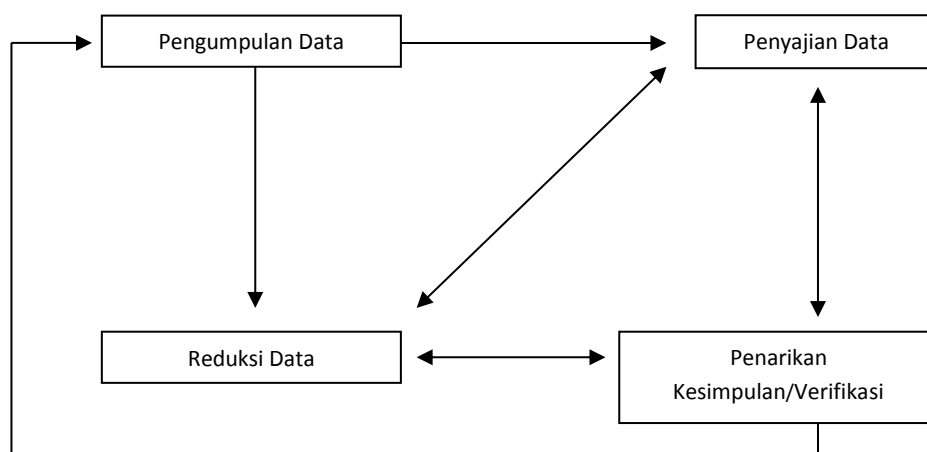 Pengumpulan Data
Penyajian Data
Reduksi Data
Penarikan
Kesimpulan/Verifikasi